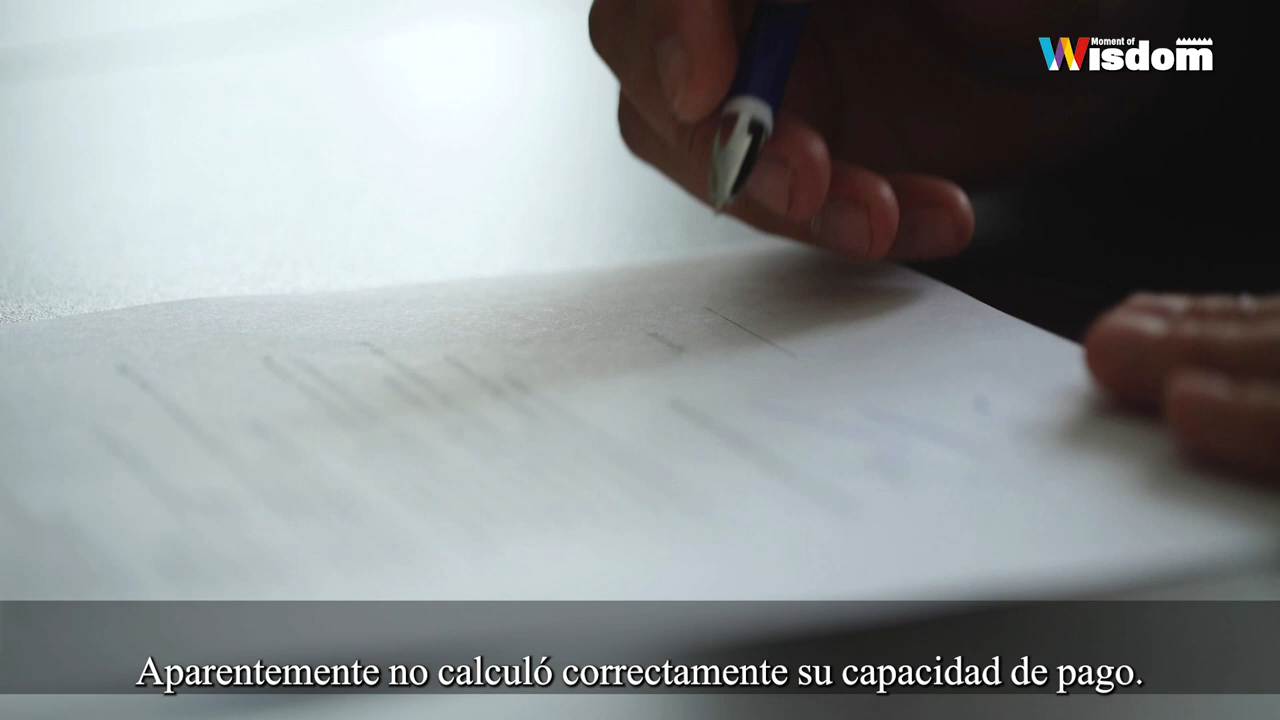 Moment of
Wisdom
Aparentemente no calculó correctamente su capacidad de pago.